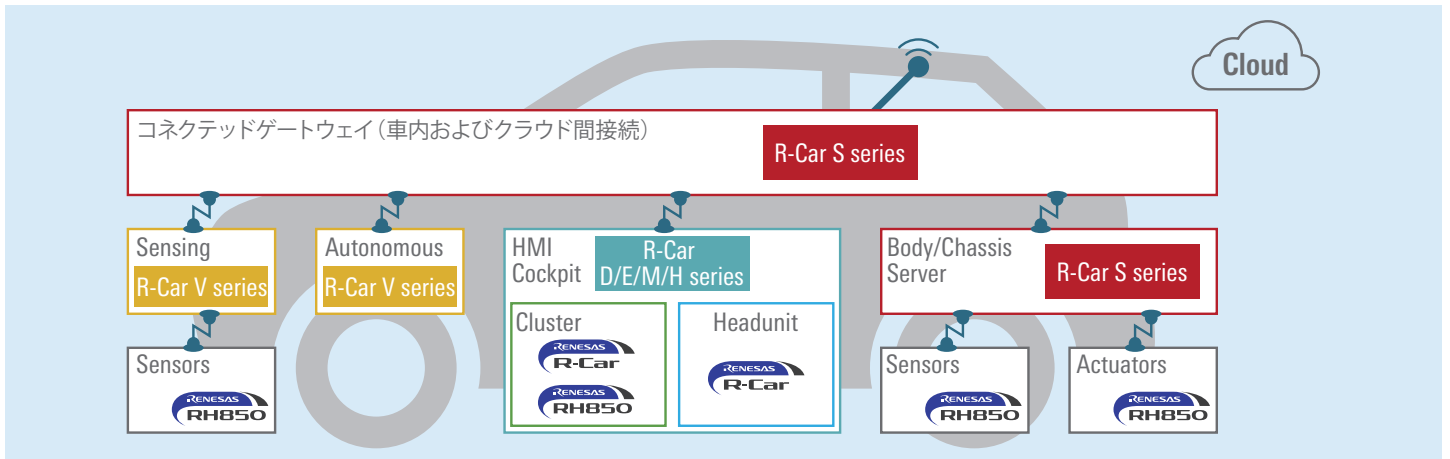 Cloud
コネクテッドゲートウェイ（車内およびクラウド間接続）
R-Car S series
Sensing
R-Car V series
Autonomous
R-Car V series
HMI
Cockpit
R-Car
D/E/M/H series
Body/Chassis
Server
R-Car S series
Sensors
RENESAS
RH850
Cluster
RENESAS
R-Car
RENESAS
RH850
Headunit
RENESAS
R-Car
Sensors
RENESAS
RH850
Actuators
RENESAS
RH850